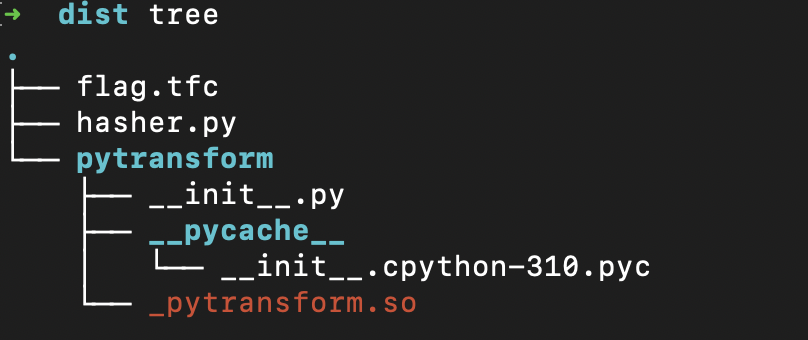 ➜ dist tree
.
├── flag.tfc
├── hasher.py
└── pytransform
    ├── __init__.py
    ├── __pycache__
    │   └── __init__.cpython-310.pyc
    └── _pytransform.so